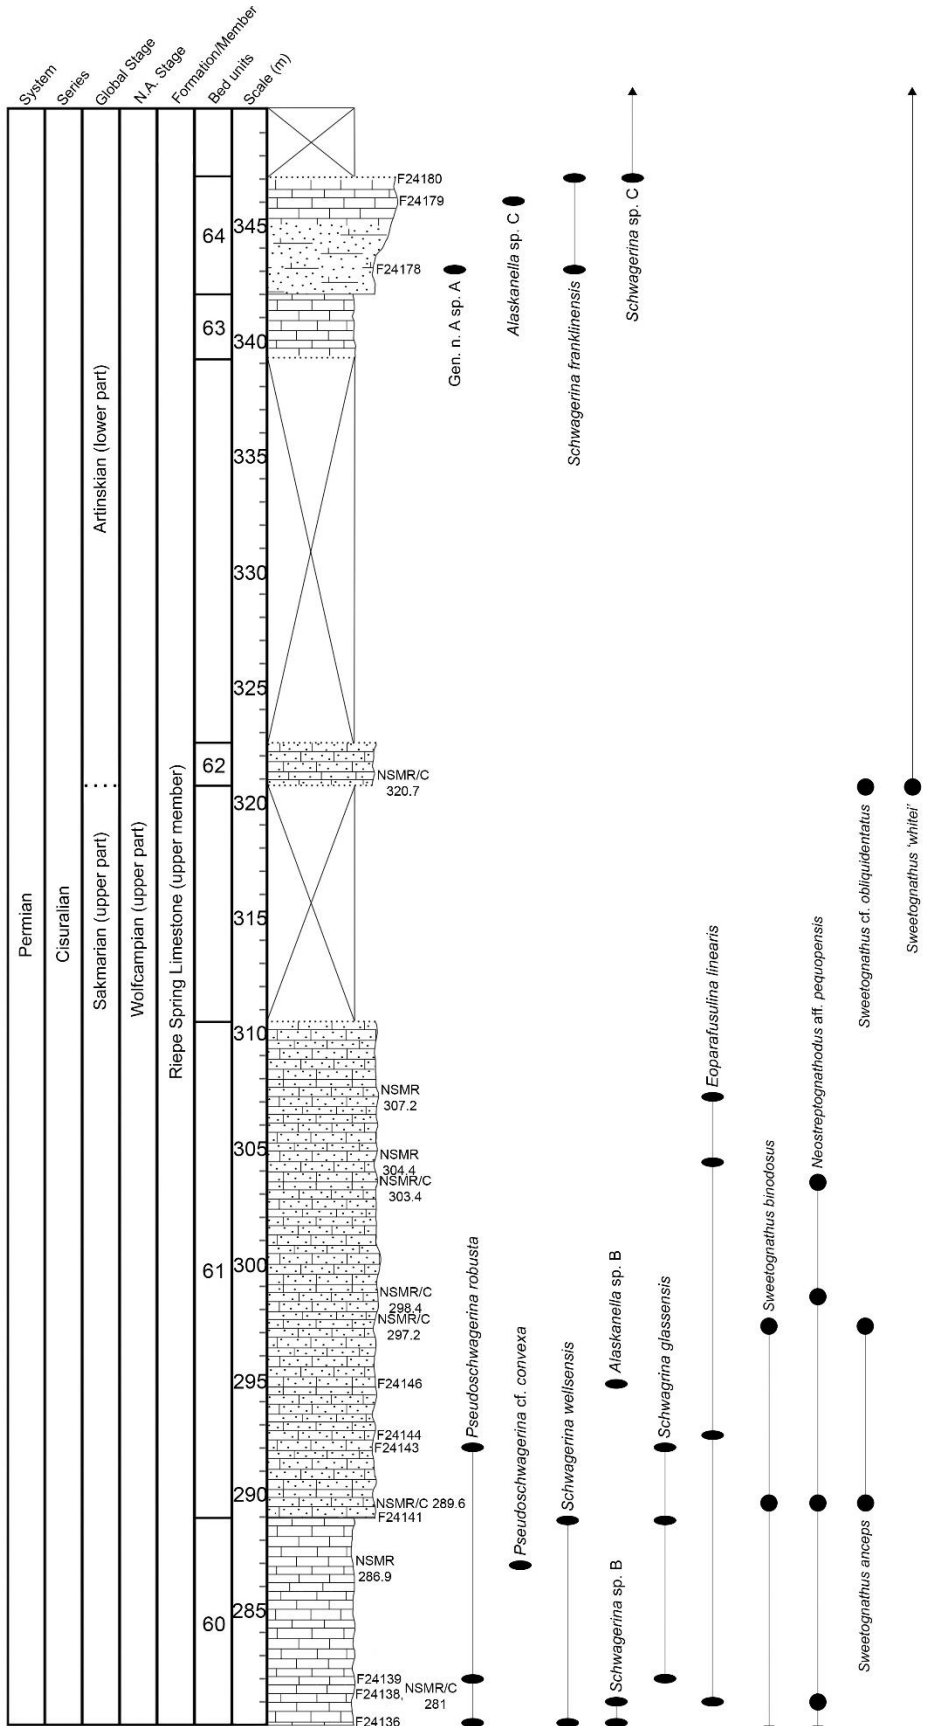 System
Series
Global Stage
N.A. Stage
Formation/Member
Bed units
Scale (m)
Permian
Cisuralian
Artinskian (lower part)
Sakmarian (upper part)
Wolfcampian (upper part)
Riepe Spring Limestone (upper member)
64
63
62
61
60
345
340
335
330
325
320
315
310
305
300
295
290
285
F24180
F24179
F24178
NSMR/C
320.7
NSMR
307.2
NSMR
304.4
NSMR/C
303.4
NSMR/C
298.4
NSMR/C
297.2
F24146
F24144
F24143
NSMR/C 289.6
F24141
NSMR
286.9
F24139
F24138,
NSMR/C
281
F24136
Gen. n. A sp. A
Alaskanella sp. C
Schwagerina franklinensis
Schwagerina sp. C
Sweetognathus cf. obliquidentatus
Sweetognathus 'whitei'
Eoparafusulina linearis
Neostreptognathodus aff. pequopensis
Sweetognathus binodosus
Pseudoschwagerina robusta
Pseudoschwagerina cf. convexa
Schwagerina wellsensis
Alaskanella sp. B
Schwagrina glassensis
Schwagerina sp. B
Sweetognathus anceps